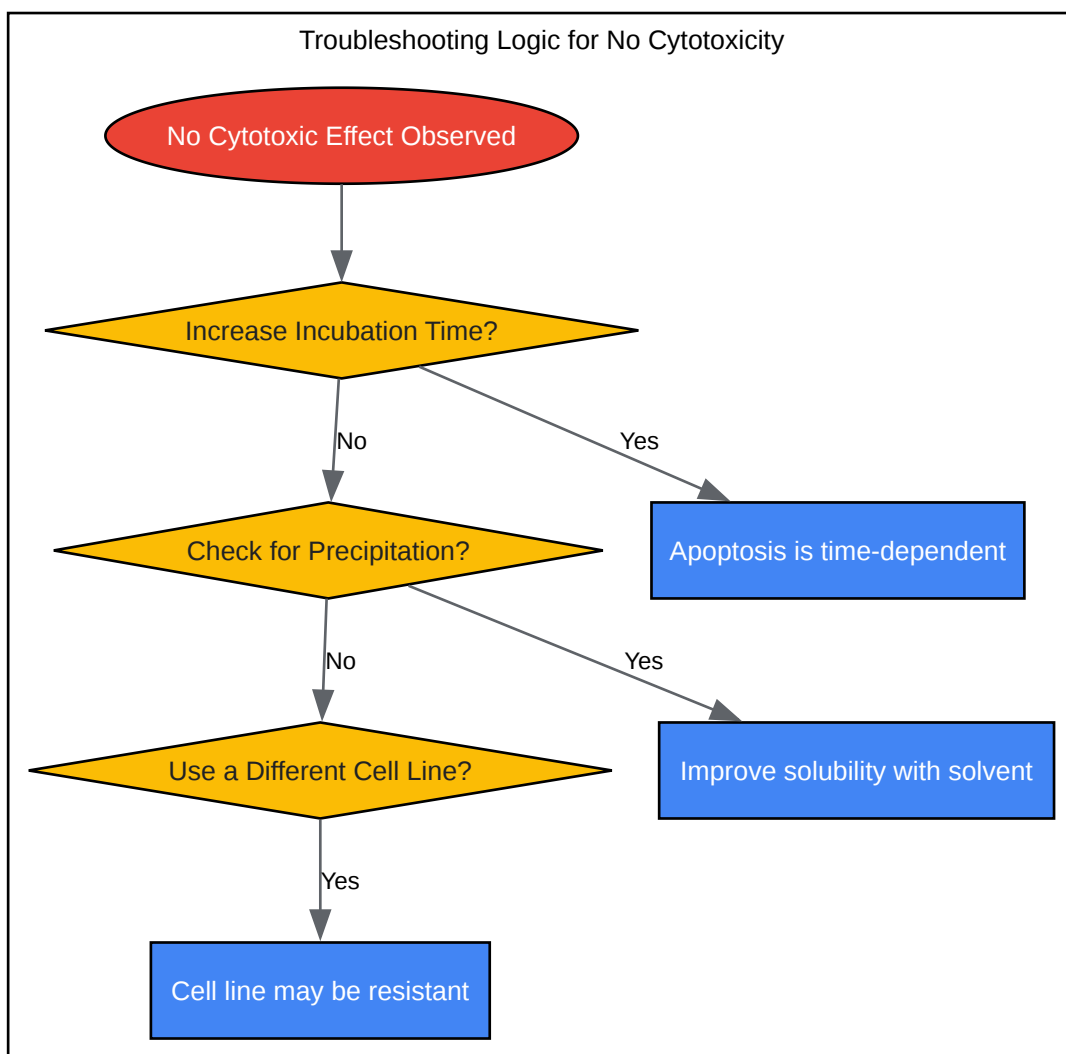 Troubleshooting Logic for No Cytotoxicity
No Cytotoxic Effect Observed
Increase Incubation Time?
No
Yes
Check for Precipitation?
Apoptosis is time-dependent
No
Yes
Use a Different Cell Line?
Improve solubility with solvent
Yes
Cell line may be resistant